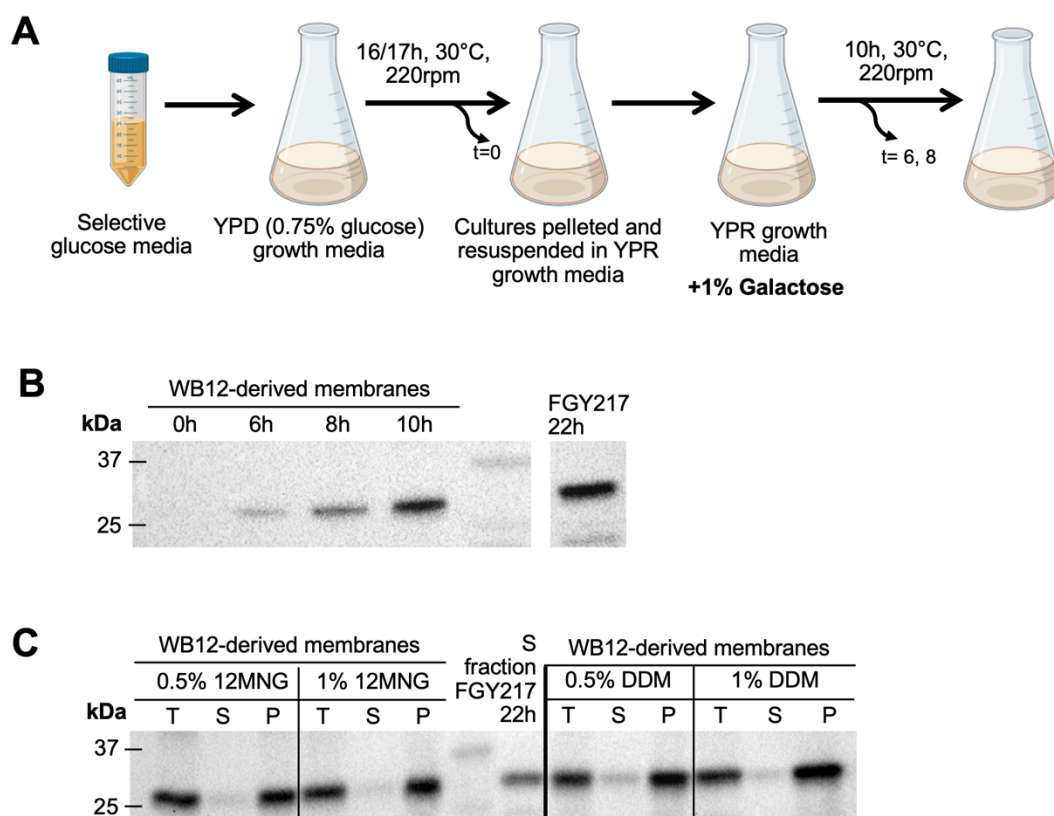 A
16/17h, 30°C,
220rpm
t=0
10h, 30°C,
220rpm
t= 6, 8
Selective
glucose media
YPD (0.75% glucose)
growth media
Cultures pelleted and
resuspended in YPR
growth media
YPR growth
media
+1% Galactose
B
WB12-derived membranes
kDa
0h 6h 8h 10h
FGY217
22h
37
25
C
WB12-derived membranes
0.5% 12MNG 1% 12MNG
S
fraction
FGY217
22h
WB12-derived membranes
0.5% DDM 1% DDM
kDa
T S P T S P T S P T S P
37
25